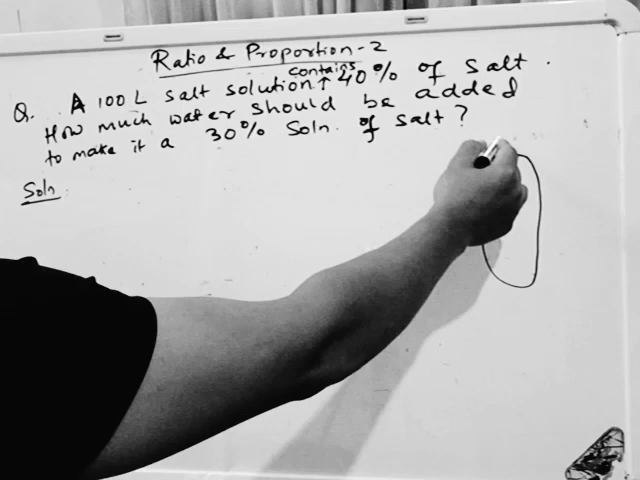 Ratio & Proportion-2
Q. A 100 L salt solution contains 40% of salt.
How much water should be added
to make it a 30% Soln. of salt?
Soln